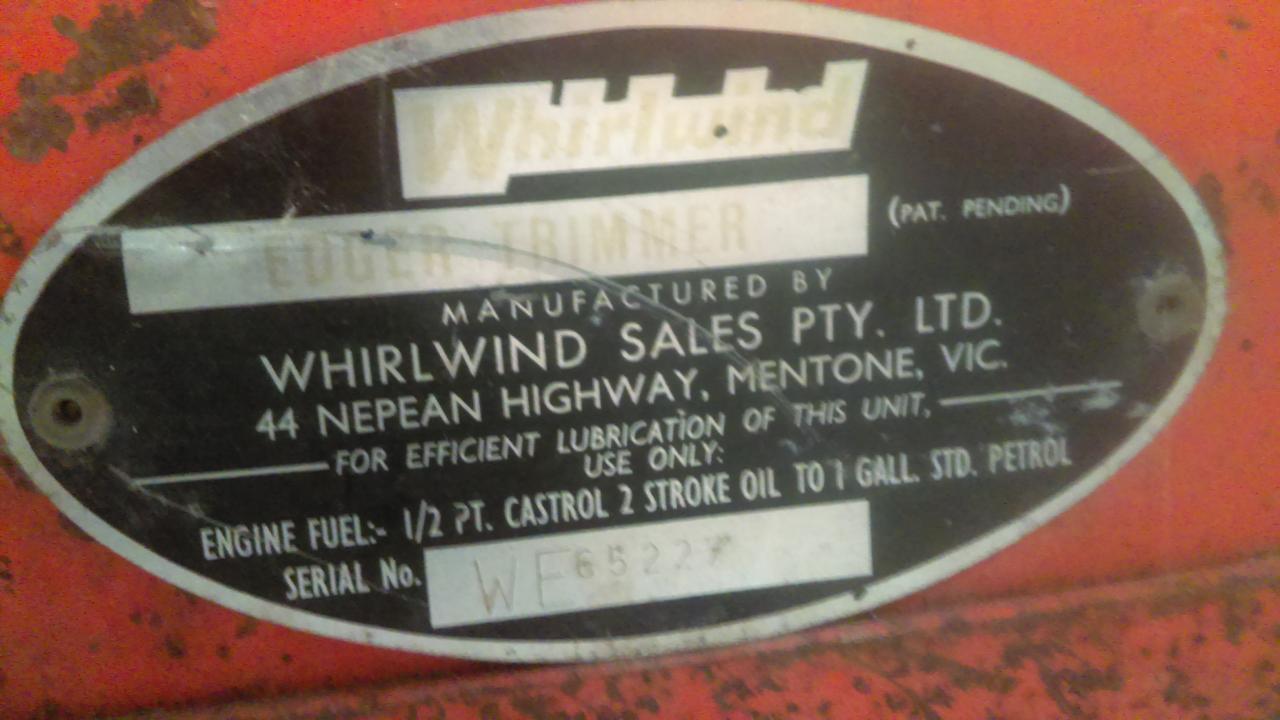 Whirlwind
EDGER TRIMMER
(PAT. PENDING)
MANUFACTURED BY
WHIRLWIND SALES PTY. LTD.
44 NEPEAN HIGHWAY, MENTONE, VIC.
FOR EFFICIENT LUBRICATION OF THIS UNIT,
USE ONLY:
ENGINE FUEL:- 1/2 PT. CASTROL 2 STROKE OIL TO 1 GALL. STD. PETROL
SERIAL No. WF65227